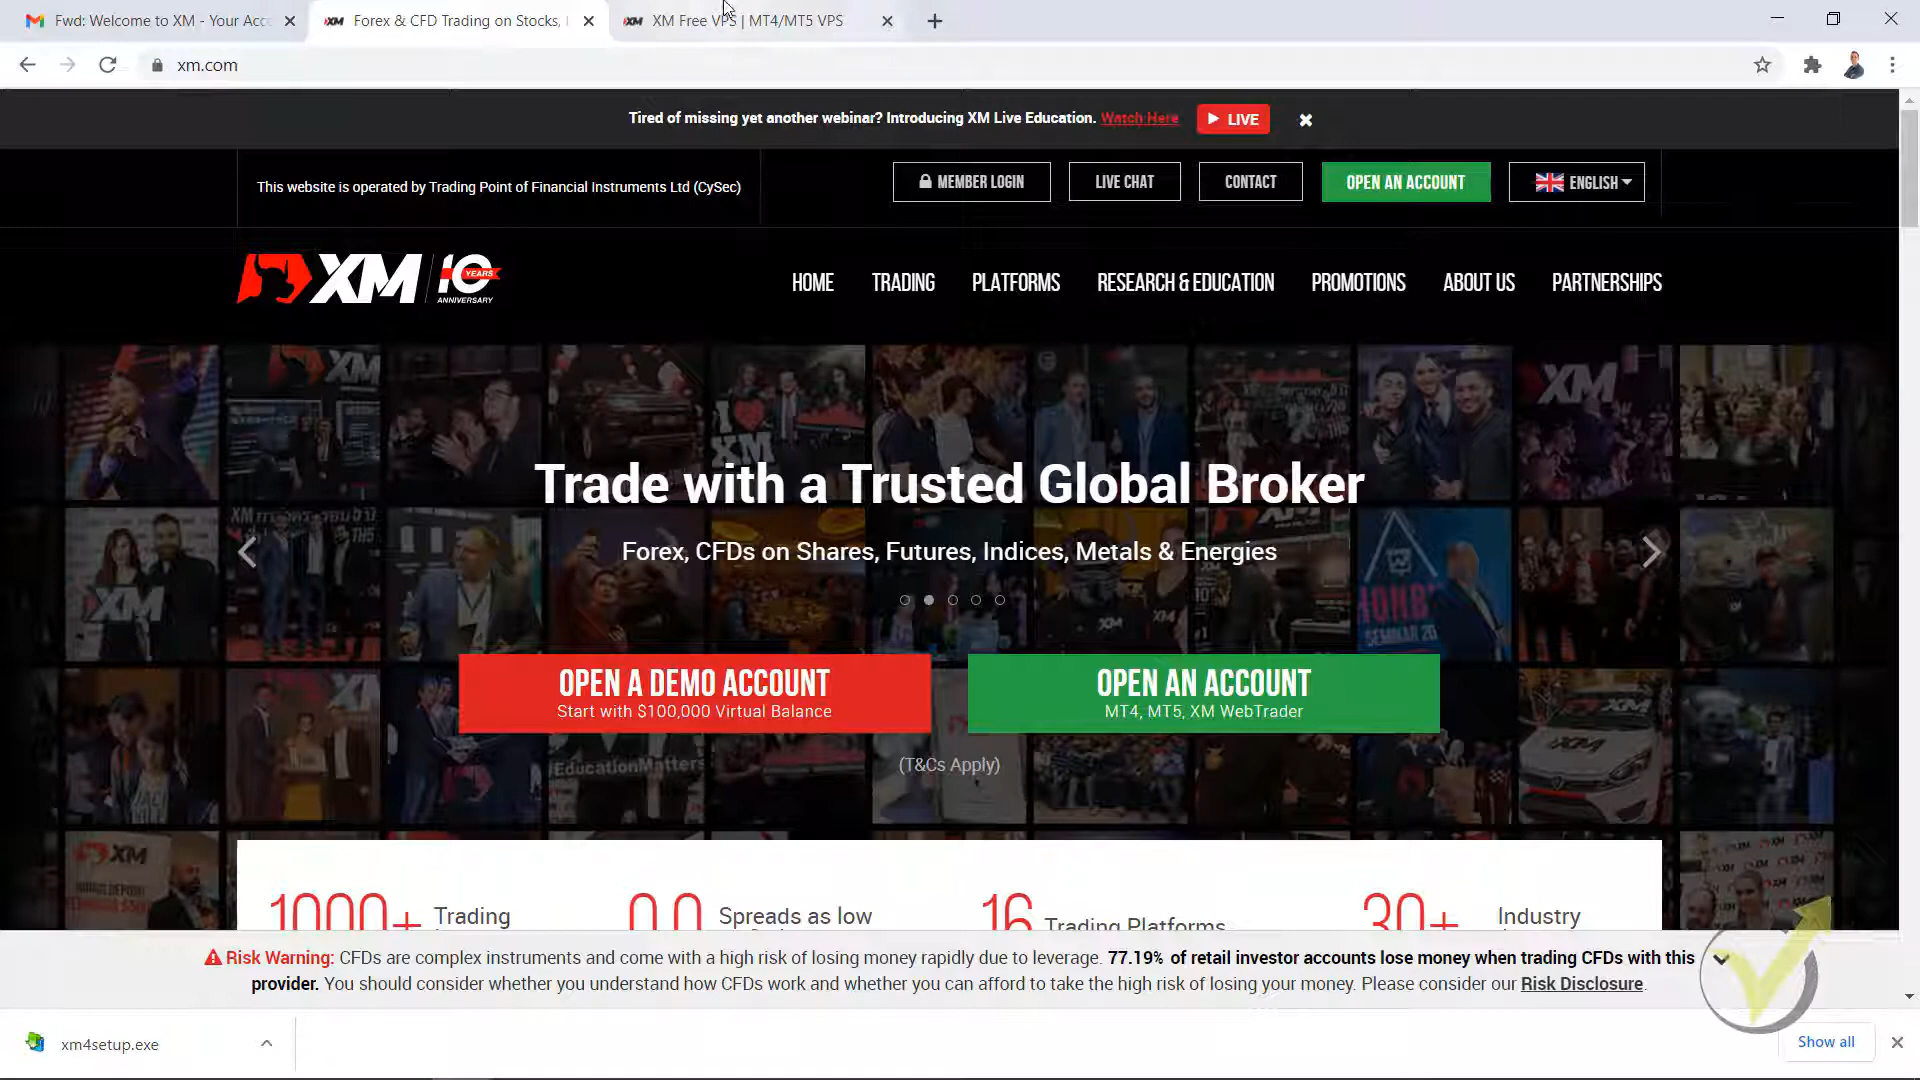 Fwd: Welcome to XM - Your Acc
Forex & CFD Trading on Stocks,
XM Free VPS | MT4/MT5 VPS
xm.com
Tired of missing yet another webinar? Introducing XM Live Education. Watch Here LIVE
This website is operated by Trading Point of Financial Instruments Ltd (CySec)
MEMBER LOGIN
LIVE CHAT
CONTACT
OPEN AN ACCOUNT
ENGLISH
XM 10 YEARS ANNIVERSARY
HOME
TRADING
PLATFORMS
RESEARCH & EDUCATION
PROMOTIONS
ABOUT US
PARTNERSHIPS
Trade with a Trusted Global Broker
Forex, CFDs on Shares, Futures, Indices, Metals & Energies
OPEN A DEMO ACCOUNT
Start with $100,000 Virtual Balance
OPEN AN ACCOUNT
MT4, MT5, XM WebTrader
(T&Cs Apply)
1000+ Trading
0.0 Spreads as low
16 Trading Platforms
30+ Industry
Risk Warning: CFDs are complex instruments and come with a high risk of losing money rapidly due to leverage. 77.19% of retail investor accounts lose money when trading CFDs with this
provider. You should consider whether you understand how CFDs work and whether you can afford to take the high risk of losing your money. Please consider our Risk Disclosure.
xm4setup.exe
Show all